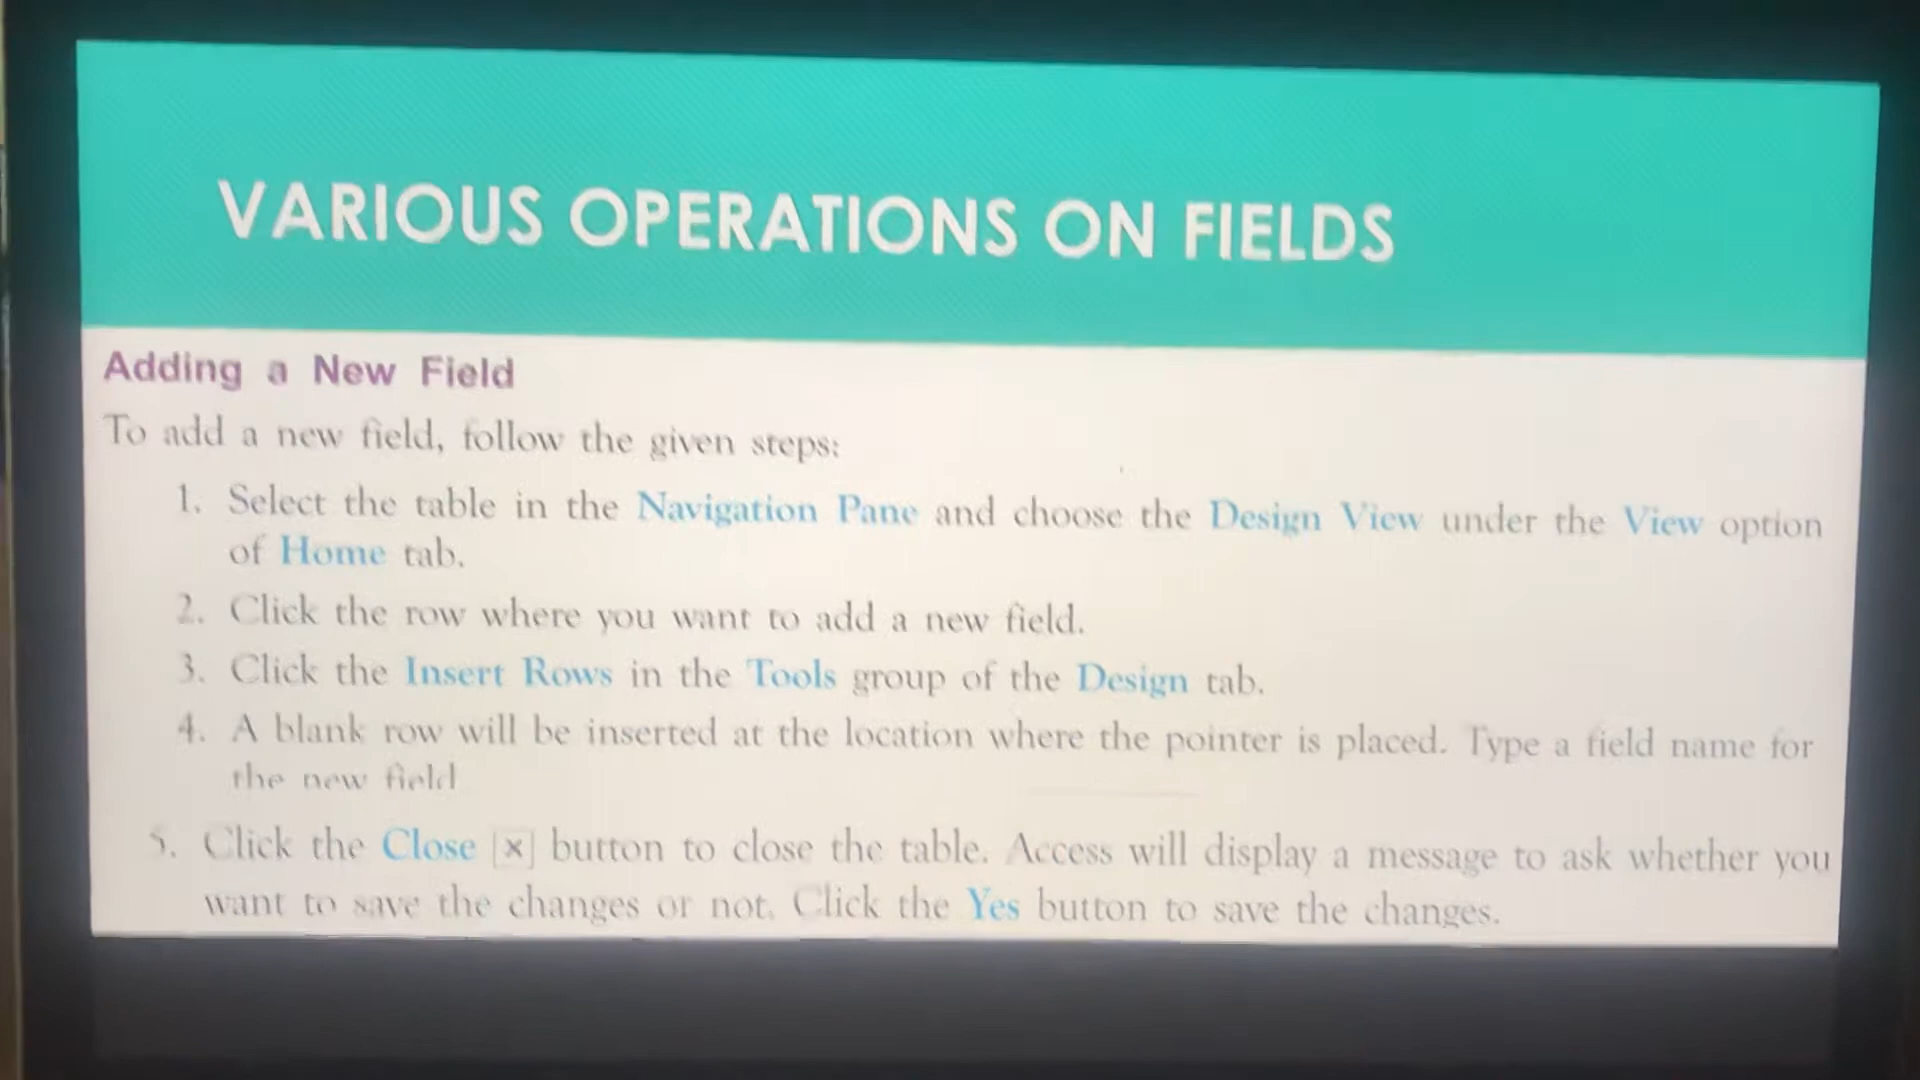 VARIOUS OPERATIONS ON FIELDS
Adding a New Field
To add a new field, follow the given steps:
1. Select the table in the Navigation Pane and choose the Design View under the View option
of Home tab.
2. Click the row where you want to add a new field.
3. Click the Insert Rows in the Tools group of the Design tab.
4. A blank row will be inserted at the location where the pointer is placed. Type a field name for
the new field
5. Click the Close [×] button to close the table. Access will display a message to ask whether you
want to save the changes or not. Click the Yes button to save the changes.